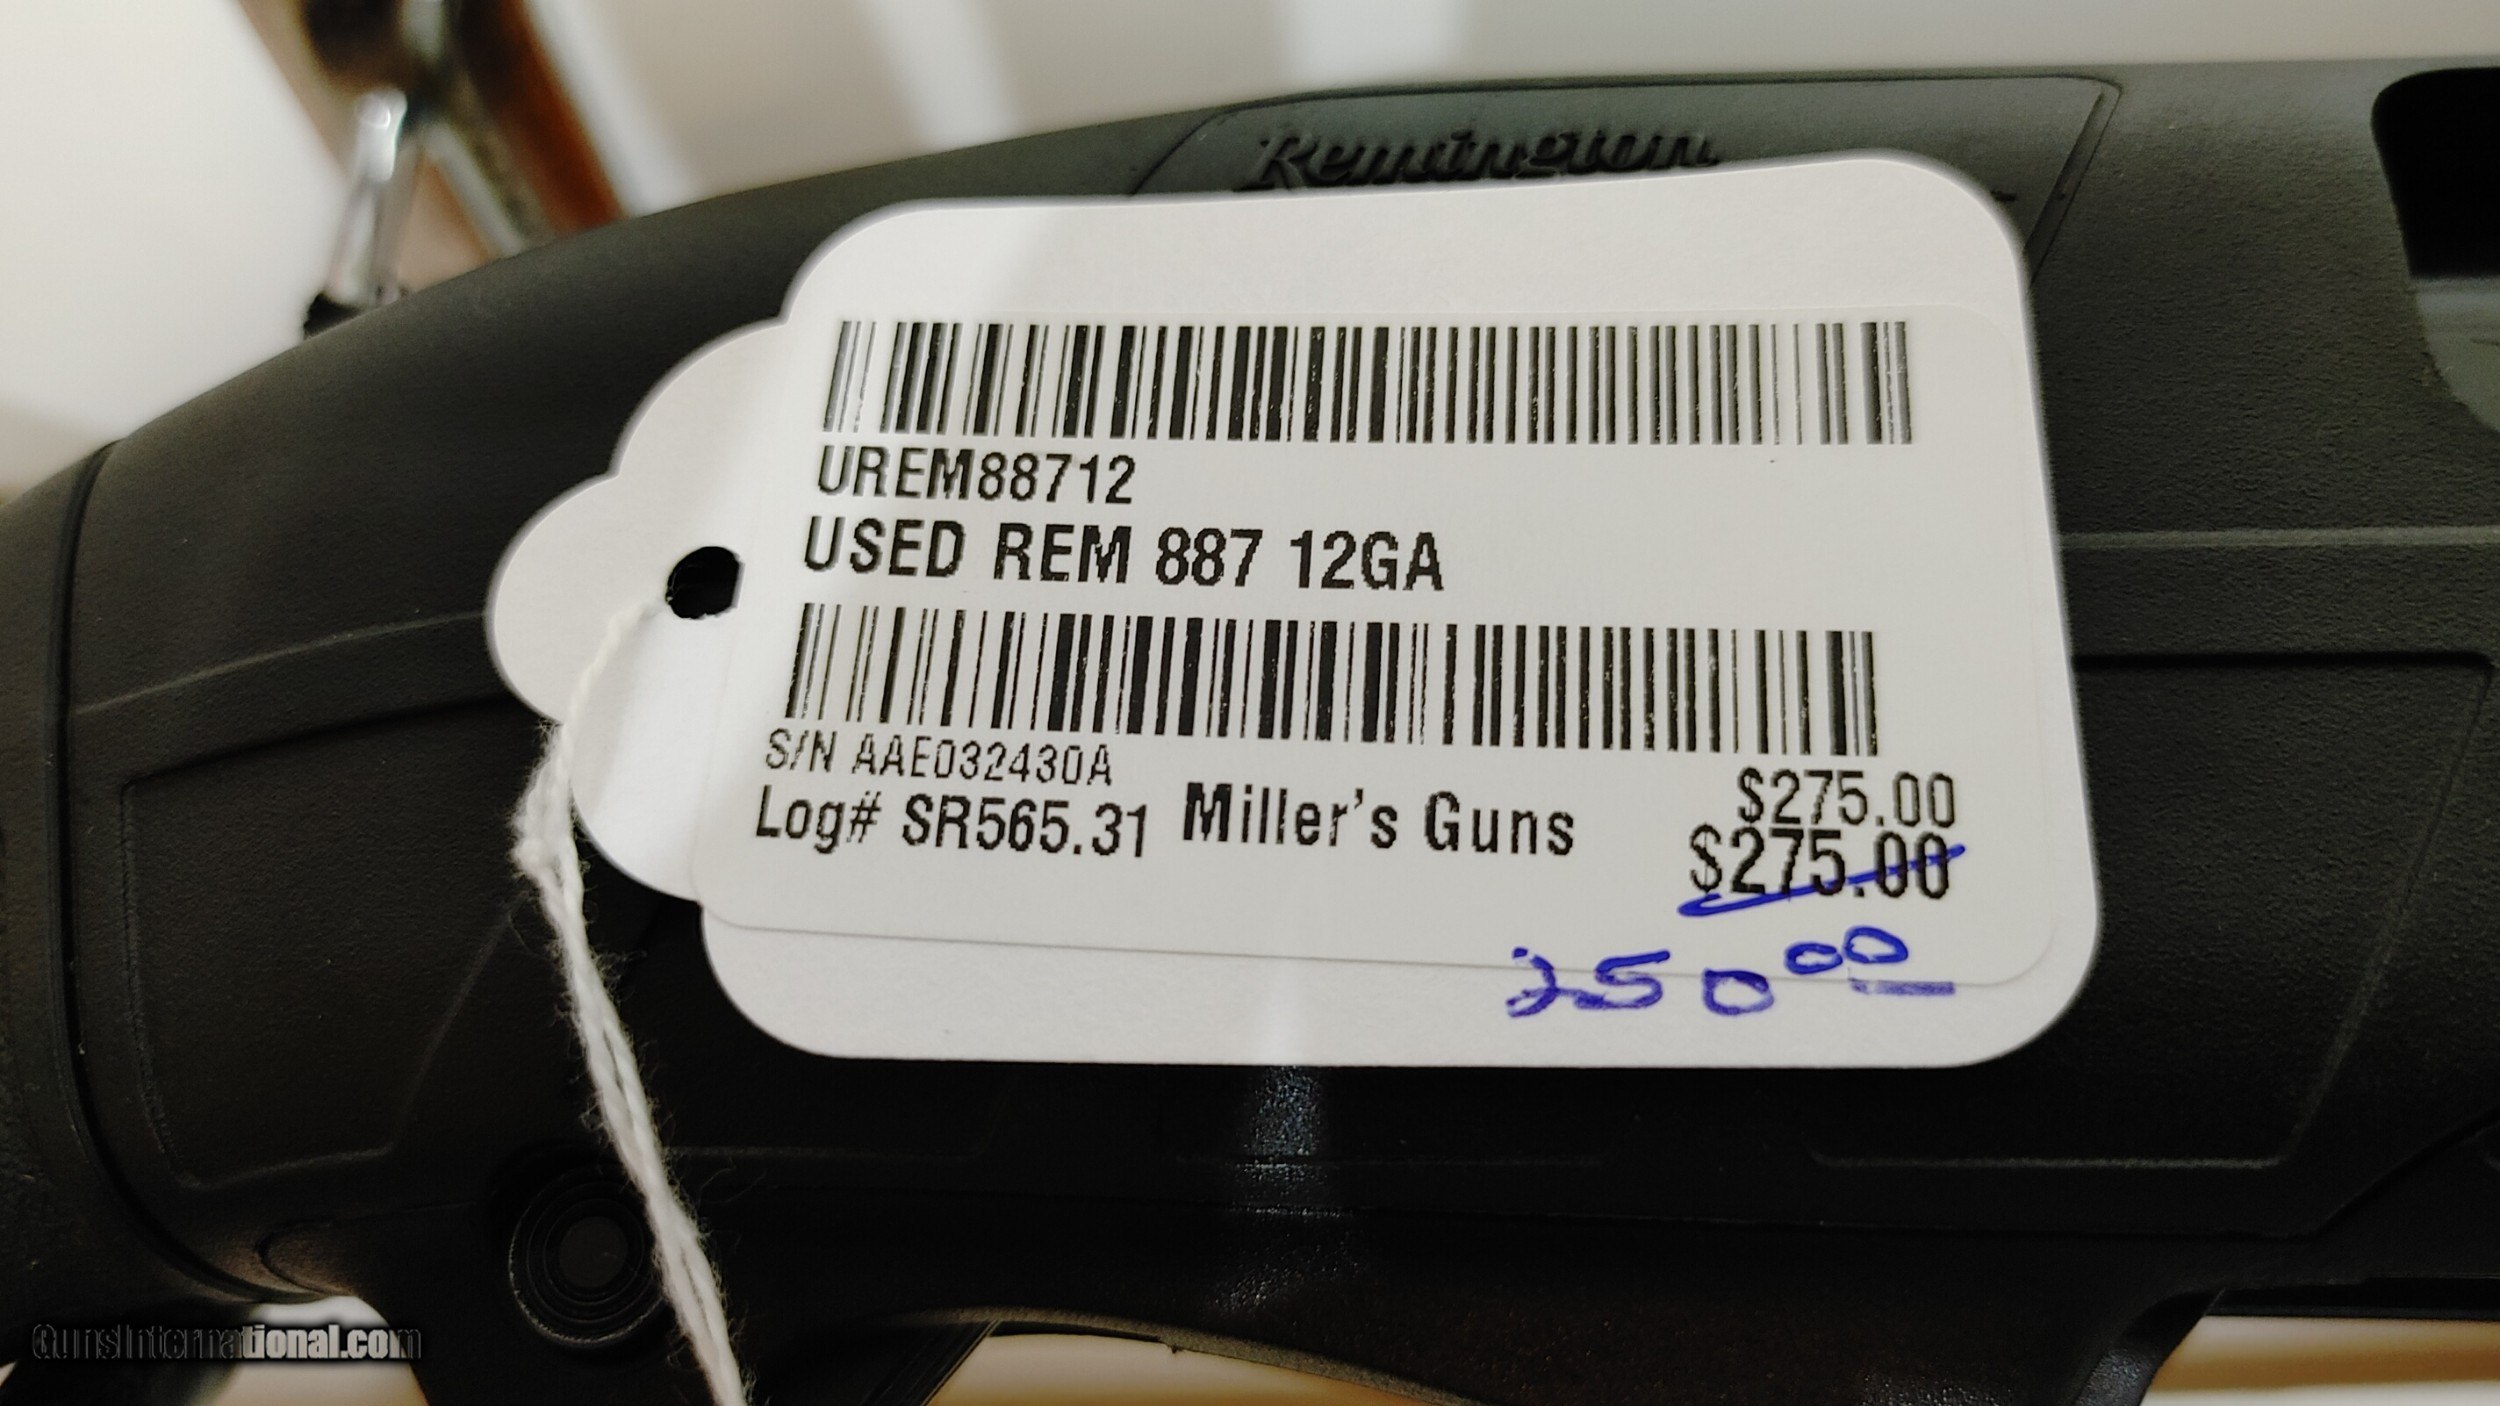 Remington
UREM88712
USED REM 887 12GA
S/N AAE032430A
$275.00
Log# SR565.31 Miller's Guns
$275.00
250.00
GunsInternational.com